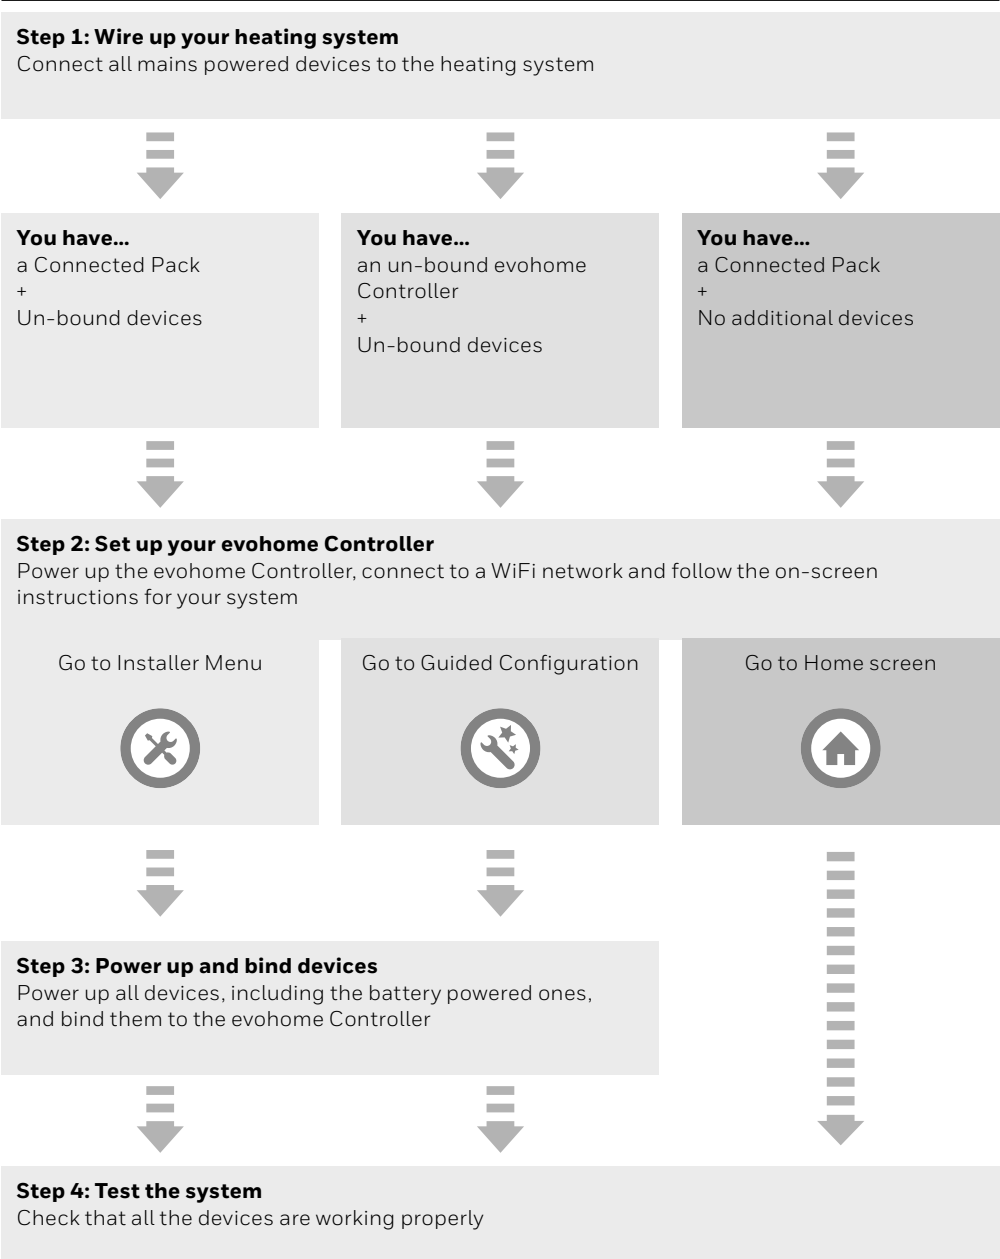 Step 1: Wire up your heating system
Connect all mains powered devices to the heating system
You have...
a Connected Pack
+
Un-bound devices
You have...
an un-bound evohome
Controller
+
Un-bound devices
You have...
a Connected Pack
+
No additional devices
Step 2: Set up your evohome Controller
Power up the evohome Controller, connect to a WiFi network and follow the on-screen
instructions for your system
Go to Installer Menu
Go to Guided Configuration
Go to Home screen
Step 3: Power up and bind devices
Power up all devices, including the battery powered ones,
and bind them to the evohome Controller
Step 4: Test the system
Check that all the devices are working properly